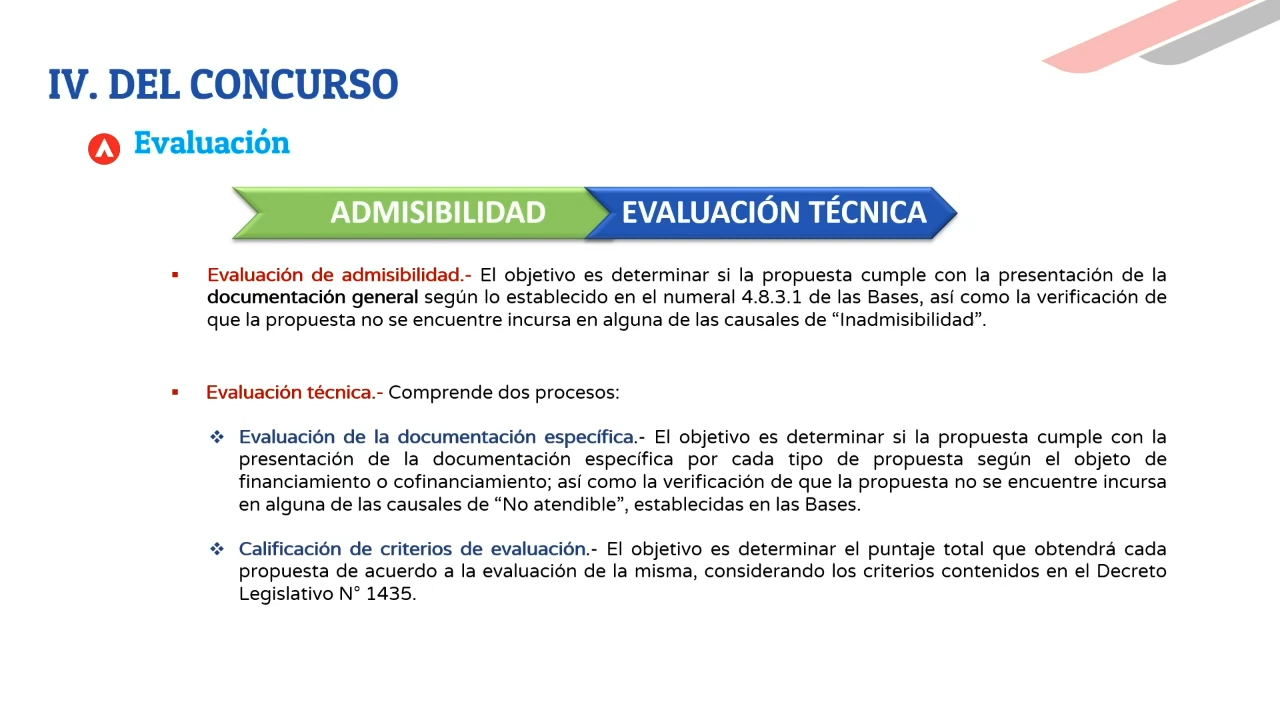 IV. DEL CONCURSO
Evaluación
ADMISIBILIDAD
EVALUACIÓN TÉCNICA
▪ Evaluación de admisibilidad.- El objetivo es determinar si la propuesta cumple con la presentación de la
documentación general según lo establecido en el numeral 4.8.3.1 de las Bases, así como la verificación de
que la propuesta no se encuentre incursa en alguna de las causales de “Inadmisibilidad”.
▪ Evaluación técnica.- Comprende dos procesos:
❖ Evaluación de la documentación específica.- El objetivo es determinar si la propuesta cumple con la
presentación de la documentación específica por cada tipo de propuesta según el objeto de
financiamiento o cofinanciamiento; así como la verificación de que la propuesta no se encuentre incursa
en alguna de las causales de “No atendible”, establecidas en las Bases.
❖ Calificación de criterios de evaluación.- El objetivo es determinar el puntaje total que obtendrá cada
propuesta de acuerdo a la evaluación de la misma, considerando los criterios contenidos en el Decreto
Legislativo N° 1435.